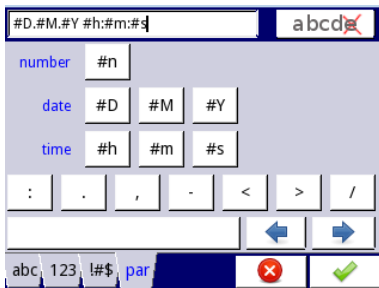 #D.#M.#Y #h:#m:#s abcde
number #n
date #D #M #Y
time #h #m #s
: . , - < > /
abc 123 !#$ par